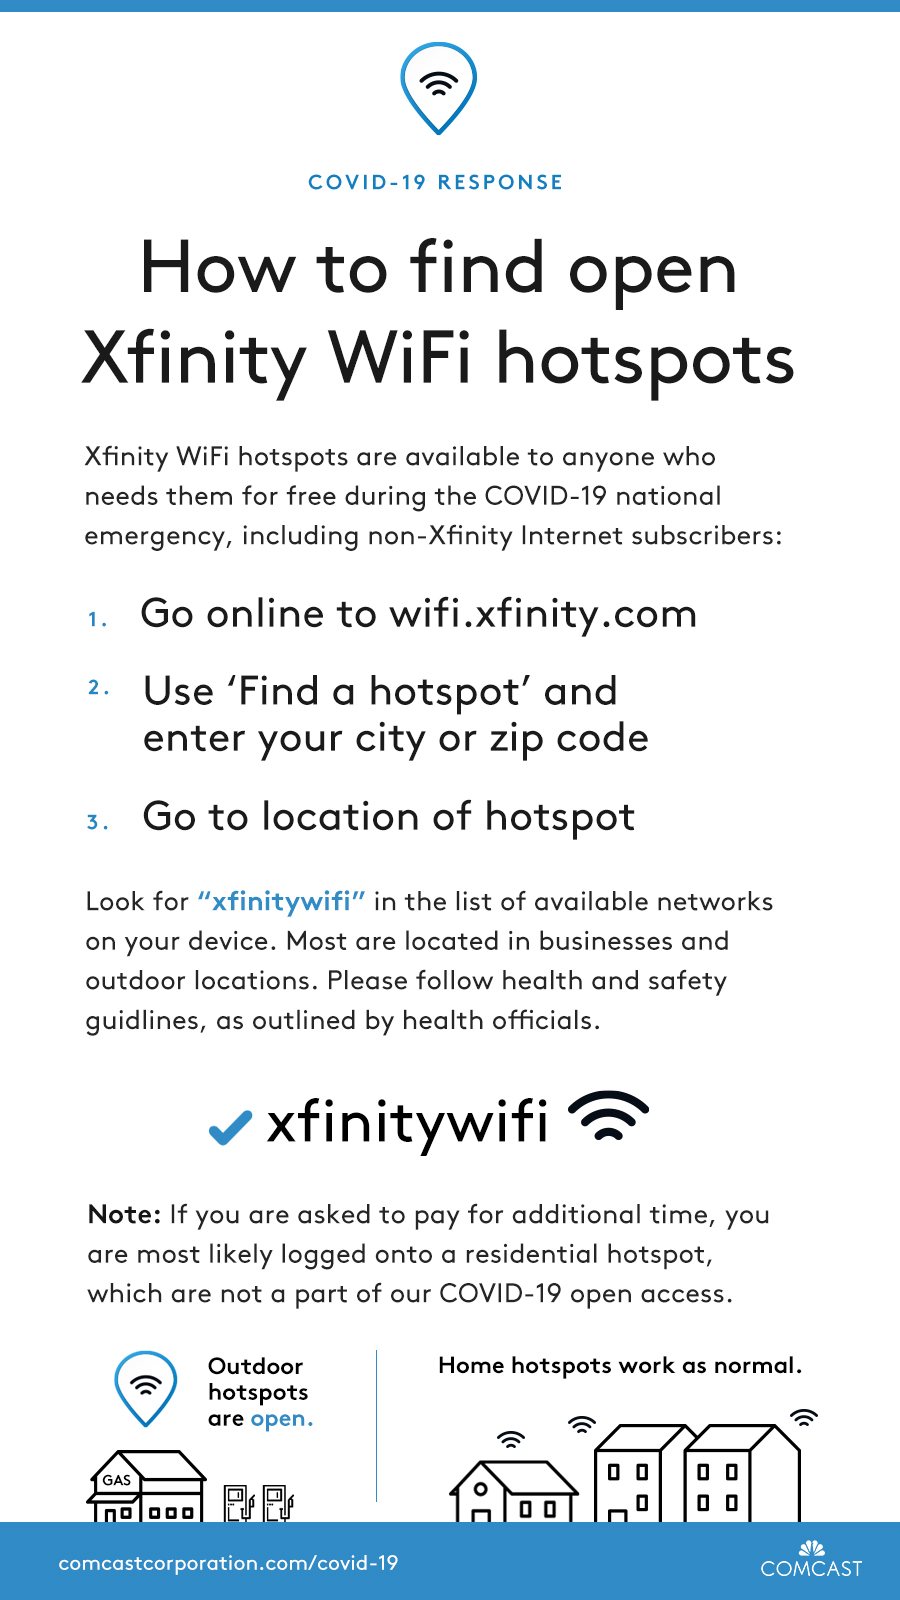 COVID-19 RESPONSE
How to find open
Xfinity WiFi hotspots
Xfinity WiFi hotspots are available to anyone who
needs them for free during the COVID-19 national
emergency, including non-Xfinity Internet subscribers:
1. Go online to wifi.xfinity.com
2. Use ‘Find a hotspot’ and
enter your city or zip code
3. Go to location of hotspot
Look for “xfinitywifi” in the list of available networks
on your device. Most are located in businesses and
outdoor locations. Please follow health and safety
guidlines, as outlined by health officials.
xfinitywifi
Note: If you are asked to pay for additional time, you
are most likely logged onto a residential hotspot,
which are not a part of our COVID-19 open access.
Outdoor
hotspots
are open.
Home hotspots work as normal.
GAS
comcastcorporation.com/covid-19
COMCAST